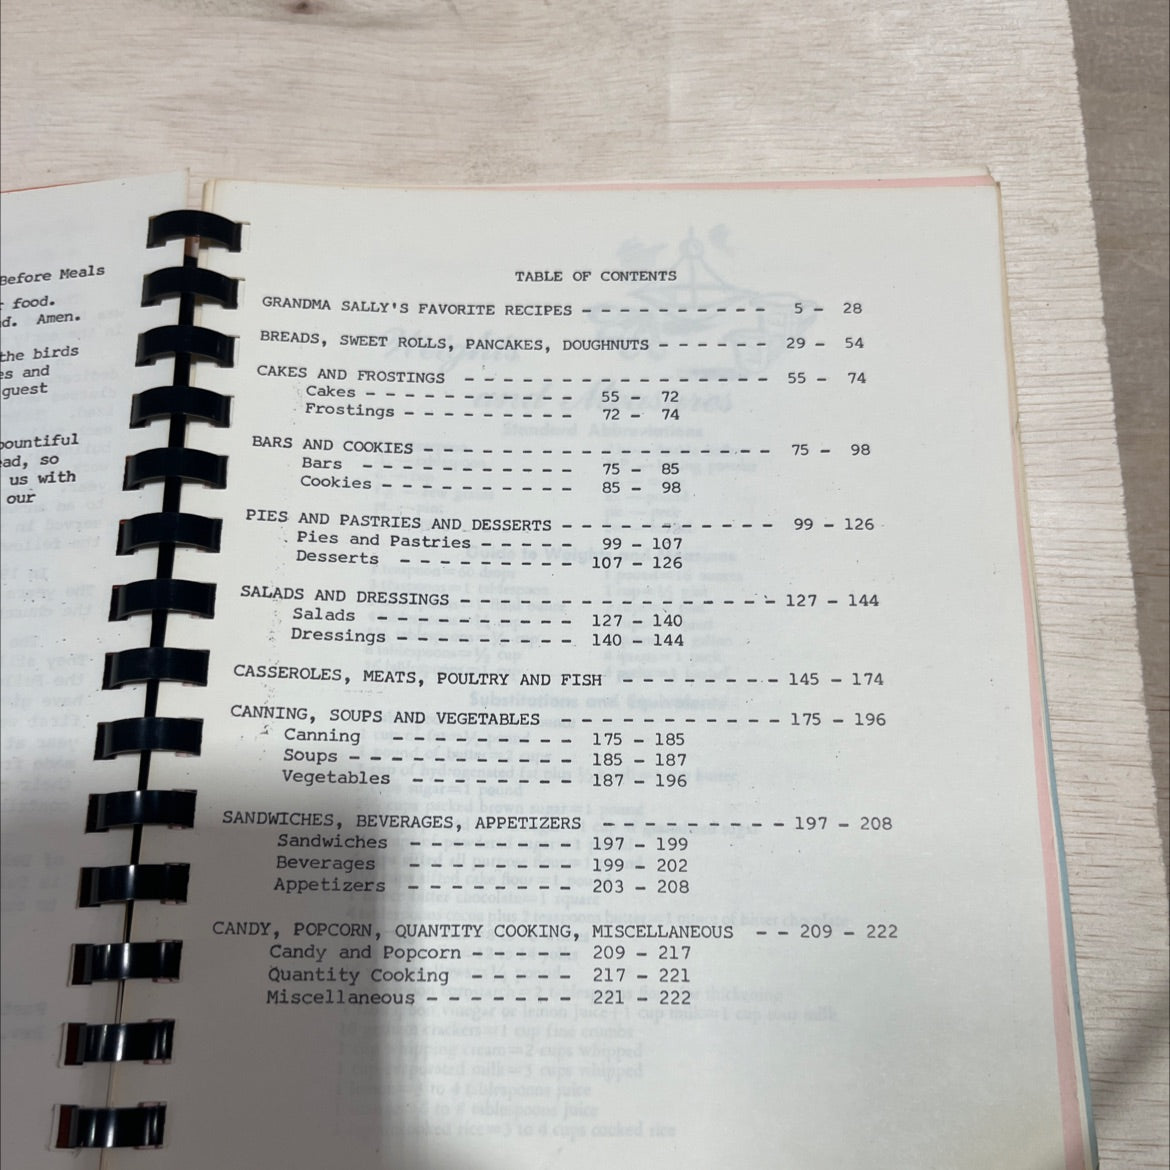 Before Meals
food.
d. Amen.
the birds
es and
guest
bountiful
ead, so
us with
our
TABLE OF CONTENTS
GRANDMA SALLY'S FAVORITE RECIPES - - - - - - - - - - 5 - 28
BREADS, SWEET ROLLS, PANCAKES, DOUGHNUTS - - - - - - 29 - 54
CAKES AND FROSTINGS - - - - - - - - - - - - - - - - 55 - 74
Cakes - - - - - - - - - - - 55 - 72
Frostings - - - - - - - - - 72 - 74
BARS AND COOKIES - - - - - - - - - - - - - - - - - - 75 - 98
Bars - - - - - - - - - - - 75 - 85
Cookies - - - - - - - - - - 85 - 98
PIES AND PASTRIES AND DESSERTS - - - - - - - - - - - 99 - 126
Pies and Pastries - - - - - 99 - 107
Desserts - - - - - - - - - 107 - 126
SALADS AND DRESSINGS - - - - - - - - - - - - - - - - 127 - 144
Salads - - - - - - - - - - 127 - 140
Dressings - - - - - - - - - 140 - 144
CASSEROLES, MEATS, POULTRY AND FISH - - - - - - - - 145 - 174
CANNING, SOUPS AND VEGETABLES - - - - - - - - - - - 175 - 196
Canning - - - - - - - - - 175 - 185
Soups - - - - - - - - - - - 185 - 187
Vegetables - - - - - - - - 187 - 196
SANDWICHES, BEVERAGES, APPETIZERS - - - - - - - - - 197 - 208
Sandwiches - - - - - - - - 197 - 199
Beverages - - - - - - - - 199 - 202
Appetizers - - - - - - - - 203 - 208
CANDY, POPCORN, QUANTITY COOKING, MISCELLANEOUS - - 209 - 222
Candy and Popcorn - - - - - 209 - 217
Quantity Cooking - - - - - 217 - 221
Miscellaneous - - - - - - - 221 - 222